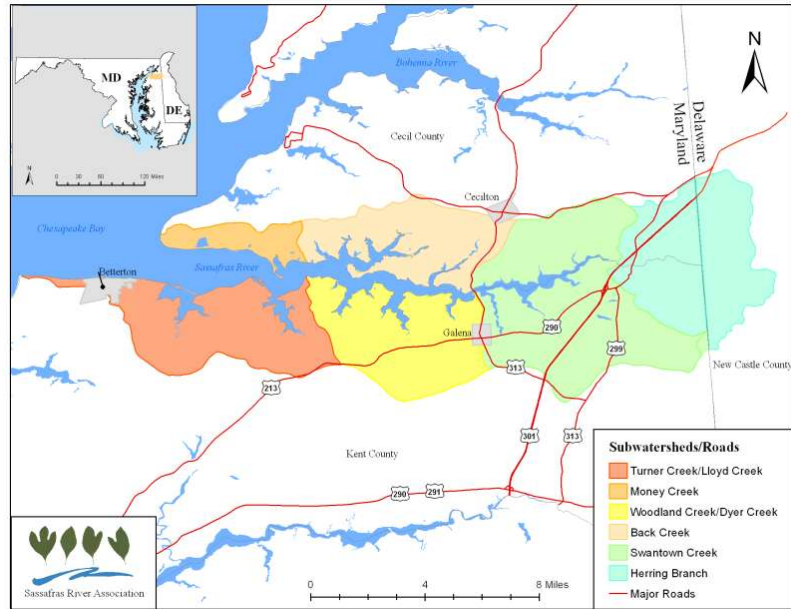 MD
DE
N
0 30 60 120 Miles
N
Bohemia River
Delaware
Maryland
Cecil County
Cecilton
Chesapeake Bay
Sassafras River
Betterton
Galena
290
299
313
New Castle County
213
301
313
Kent County
290
291
Subwatersheds/Roads
Turner Creek/Lloyd Creek
Money Creek
Woodland Creek/Dyer Creek
Back Creek
Swantown Creek
Herring Branch
Major Roads
Sassafras River Association
0 4 8 Miles